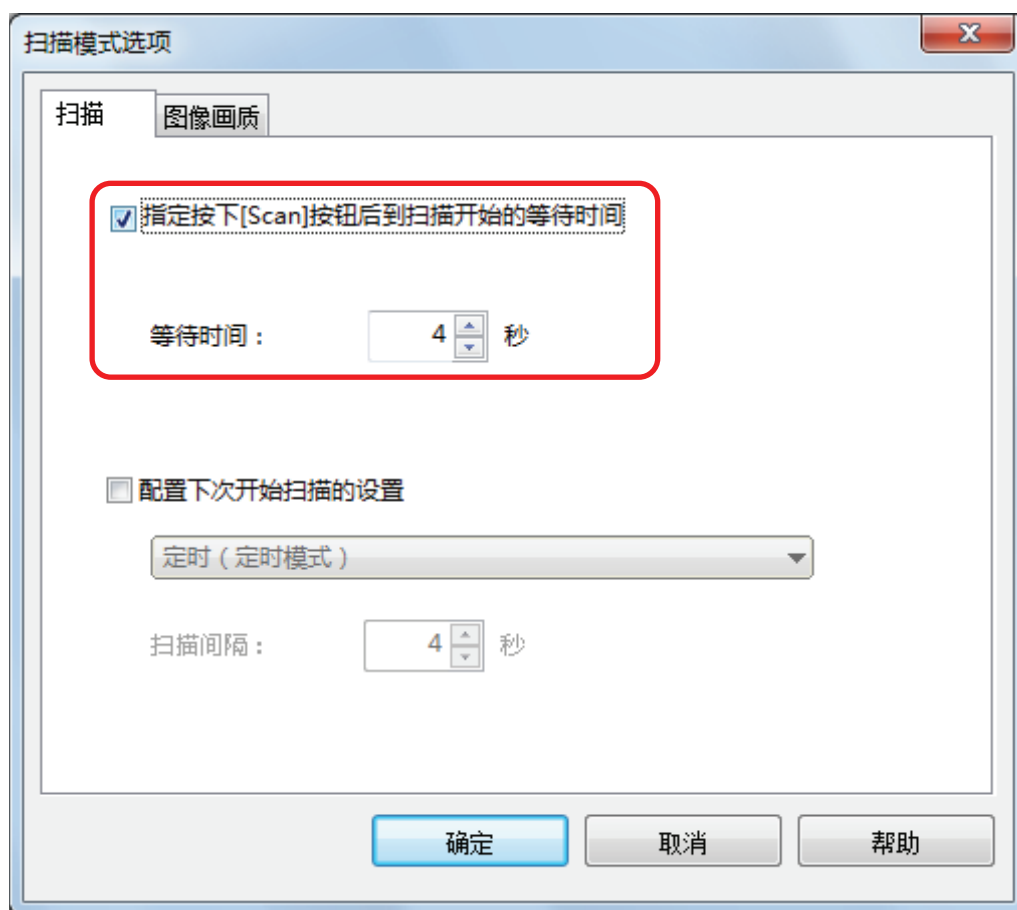 扫描模式选项
扫描 图像画质
指定按下[Scan]按钮后到扫描开始的等待时间
等待时间： 4 秒
配置下次开始扫描的设置
定时（定时模式）
扫描间隔： 4 秒
确定 取消 帮助